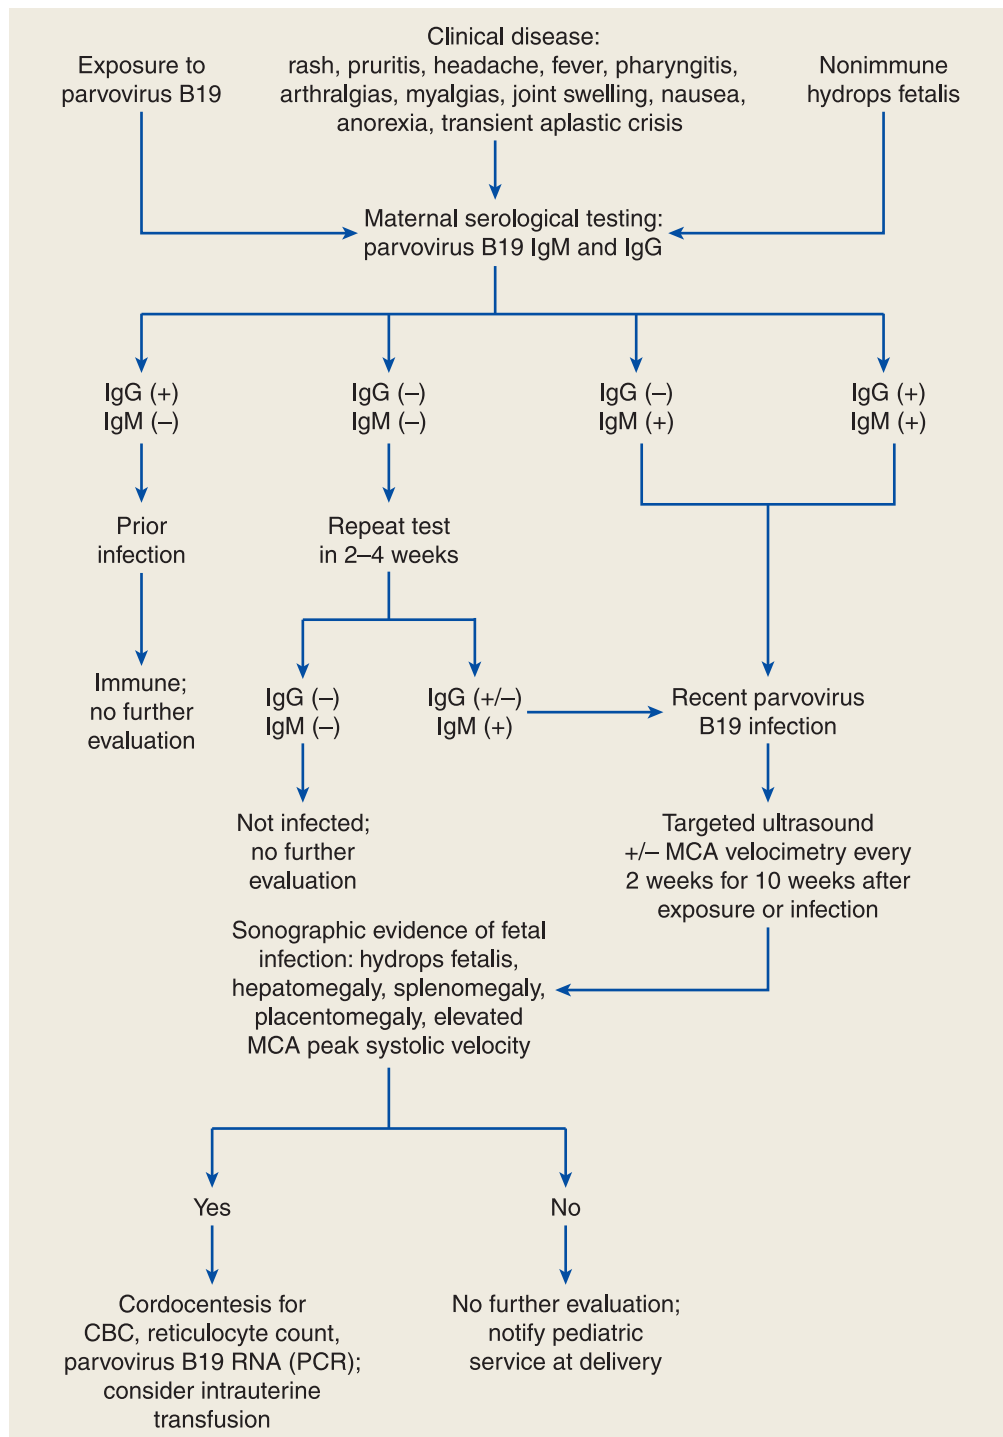 Exposure to
parvovirus B19
Clinical disease:
rash, pruritis, headache, fever, pharyngitis,
arthralgias, myalgias, joint swelling, nausea,
anorexia, transient aplastic crisis
Nonimmune
hydrops fetalis
Maternal serological testing:
parvovirus B19 IgM and IgG
IgG (+)
IgM (–)
IgG (–)
IgM (–)
IgG (–)
IgM (+)
IgG (+)
IgM (+)
Prior
infection
Repeat test
in 2–4 weeks
Immune;
no further
evaluation
IgG (–)
IgM (–)
IgG (+/–)
IgM (+)
Recent parvovirus
B19 infection
Not infected;
no further
evaluation
Targeted ultrasound
+/– MCA velocimetry every
2 weeks for 10 weeks after
exposure or infection
Sonographic evidence of fetal
infection: hydrops fetalis,
hepatomegaly, splenomegaly,
placentomegaly, elevated
MCA peak systolic velocity
Yes
No
Cordocentesis for
CBC, reticulocyte count,
parvovirus B19 RNA (PCR);
consider intrauterine
transfusion
No further evaluation;
notify pediatric
service at delivery